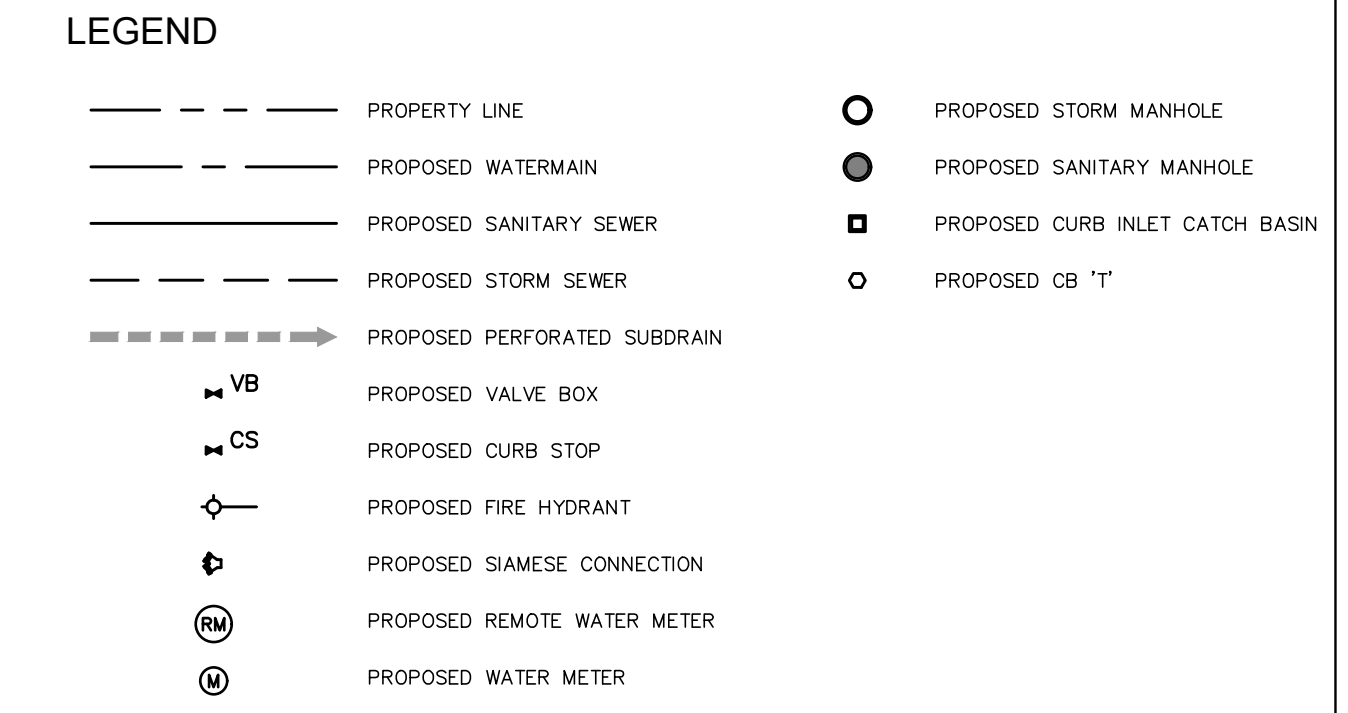 LEGEND
PROPERTY LINE
PROPOSED WATERMAIN
PROPOSED SANITARY SEWER
PROPOSED STORM SEWER
PROPOSED PERFORATED SUBDRAIN
VB PROPOSED VALVE BOX
CS PROPOSED CURB STOP
PROPOSED FIRE HYDRANT
PROPOSED SIAMESE CONNECTION
RM PROPOSED REMOTE WATER METER
M PROPOSED WATER METER
PROPOSED STORM MANHOLE
PROPOSED SANITARY MANHOLE
PROPOSED CURB INLET CATCH BASIN
PROPOSED CB 'T'